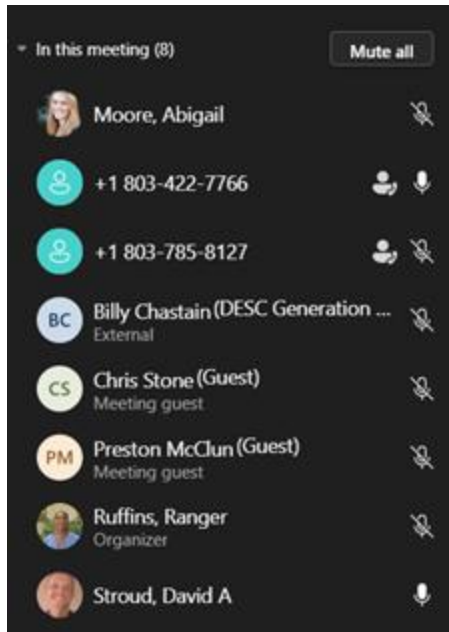 In this meeting (8)
Mute all
Moore, Abigail
+1 803-422-7766
+1 803-785-8127
BC
Billy Chastain (DESC Generation ...
External
CS
Chris Stone (Guest)
Meeting guest
PM
Preston McClun (Guest)
Meeting guest
Ruffins, Ranger
Organizer
Stroud, David A